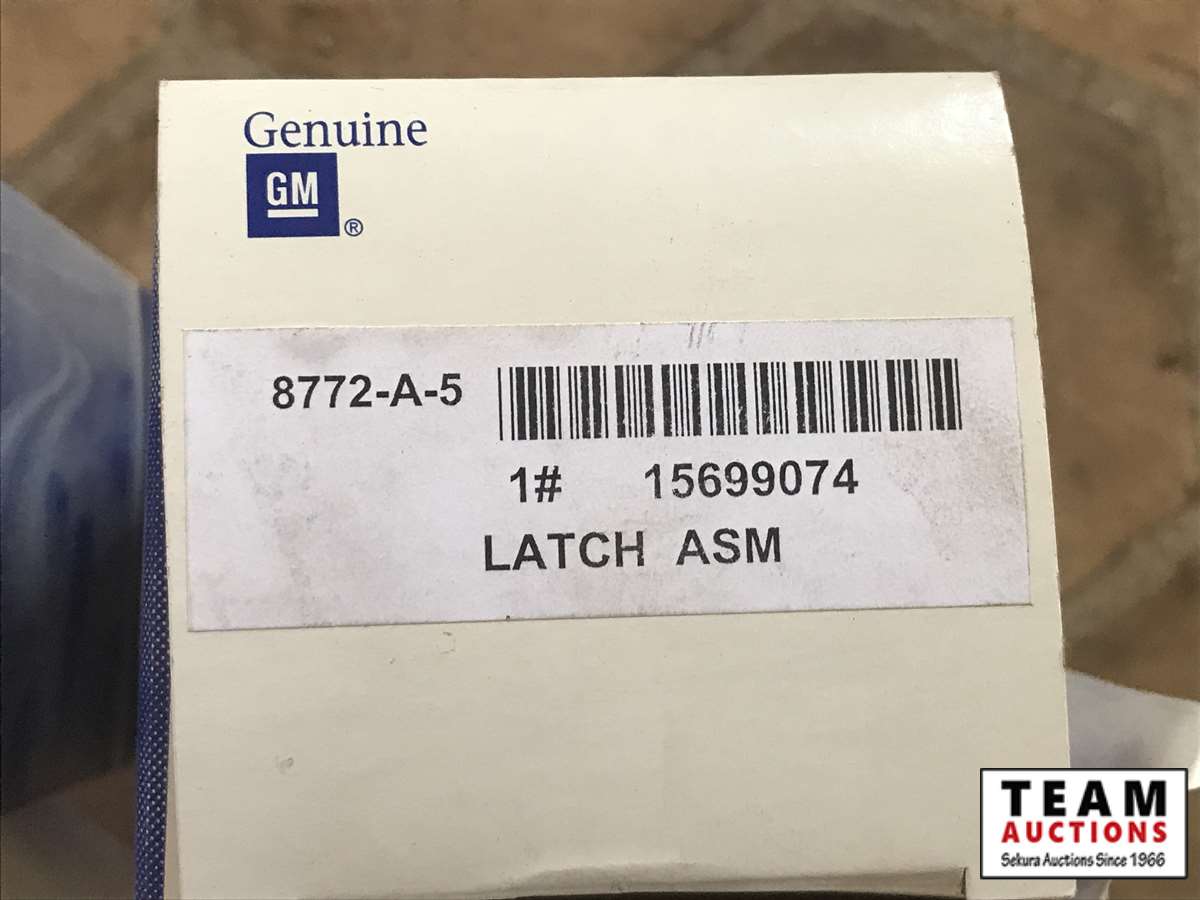 Genuine
GM
®
8772-A-5
1# 15699074
LATCH ASM
TEAM
AUCTIONS
Sekura Auctions Since 1966